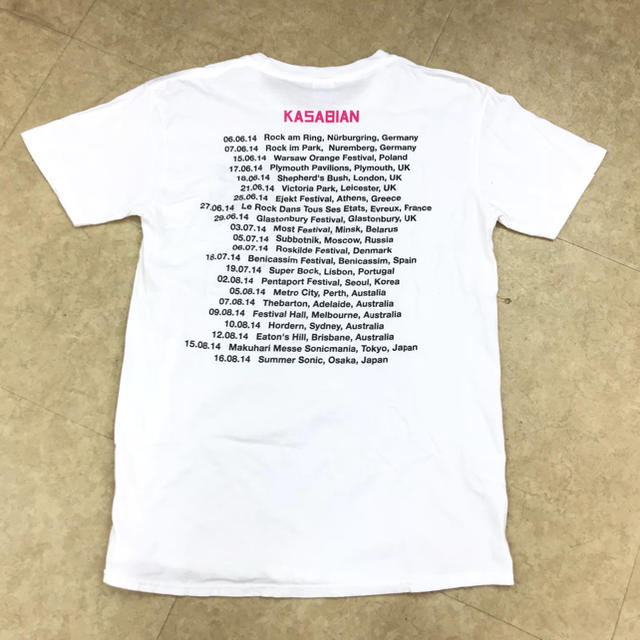 KASABIAN
06.06.14 Rock am Ring, Nürburgring, Germany
07.06.14 Rock im Park, Nuremberg, Germany
15.06.14 Warsaw Orange Festival, Poland
17.06.14 Plymouth Pavilions, Plymouth, UK
18.06.14 Shepherd's Bush, London, UK
21.06.14 Victoria Park, Leicester, UK
25.06.14 Ejekt Festival, Athens, Greece
27.06.14 Le Rock Dans Tous Ses Etats, Evreux, France
29.06.14 Glastonbury Festival, Glastonbury, UK
03.07.14 Most Festival, Minsk, Belarus
05.07.14 Subbotnik, Moscow, Russia
06.07.14 Roskilde Festival, Denmark
18.07.14 Benicassim Festival, Benicassim, Spain
19.07.14 Super Bock, Lisbon, Portugal
02.08.14 Pentaport Festival, Seoul, Korea
05.08.14 Metro City, Perth, Austalia
07.08.14 Thebarton, Adelaide, Australia
09.08.14 Festival Hall, Melbourne, Australia
10.08.14 Hordern, Sydney, Australia
12.08.14 Eaton's Hill, Brisbane, Australia
15.08.14 Makuhari Messe Sonicmania, Tokyo, Japan
16.08.14 Summer Sonic, Osaka, Japan